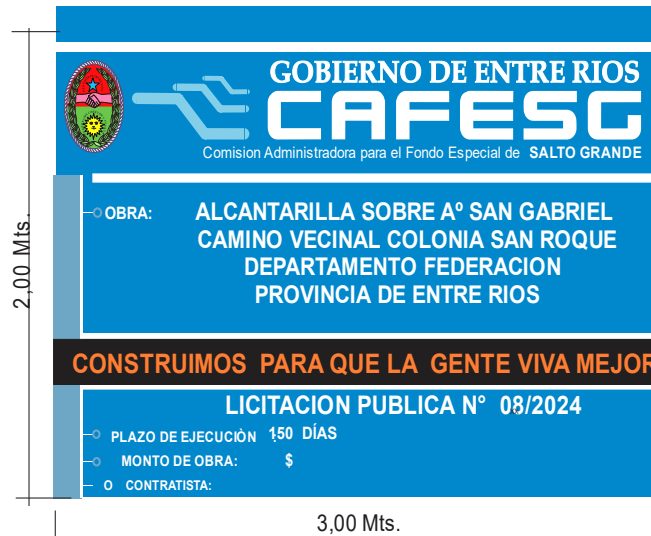 GOBIERNO DE ENTRE RIOS
CAFESG
Comision Administradora para el Fondo Especial de SALTO GRANDE
OBRA: ALCANTARILLA SOBRE Aº SAN GABRIEL
CAMINO VECINAL COLONIA SAN ROQUE
DEPARTAMENTO FEDERACION
PROVINCIA DE ENTRE RIOS
2,00 Mts.
CONSTRUIMOS PARA QUE LA GENTE VIVA MEJOR
LICITACION PUBLICA N° 08/2024
PLAZO DE EJECUCIÒN 150 DÍAS
MONTO DE OBRA: $
O CONTRATISTA:
3,00 Mts.